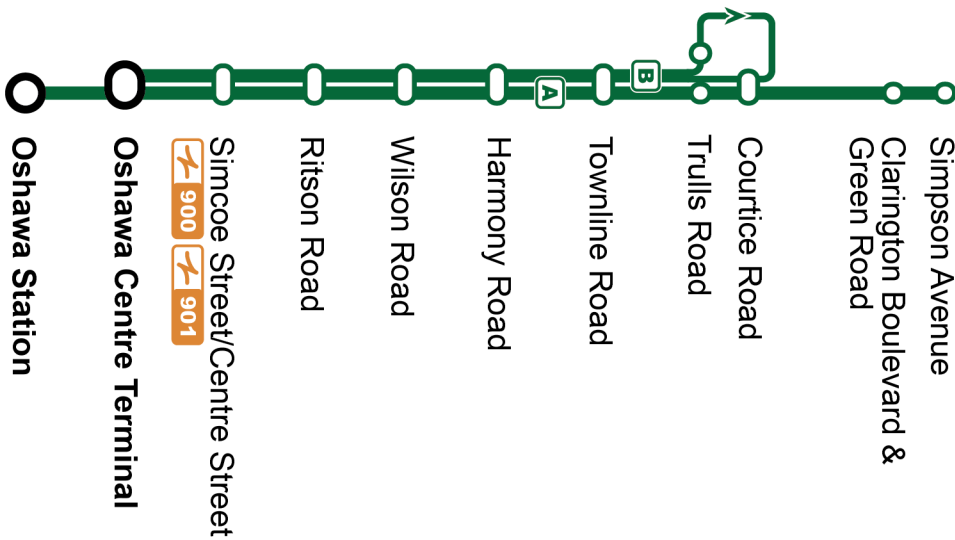 B
A
Oshawa Station
Oshawa Centre Terminal
Simcoe Street/Centre Street
900 901
Ritson Road
Wilson Road
Harmony Road
Townline Road
Trulls Road
Courtice Road
Clarington Boulevard &
Green Road
Simpson Avenue